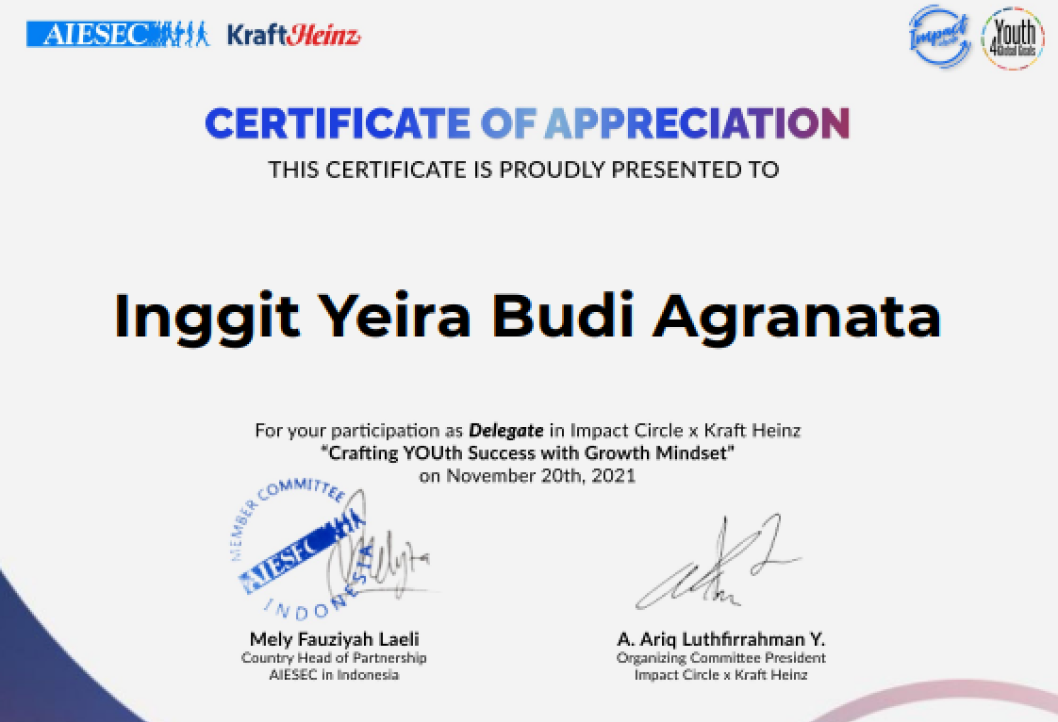 AIESEC KraftHeinz Impact Youth
4Global Goals
CERTIFICATE OF APPRECIATION
THIS CERTIFICATE IS PROUDLY PRESENTED TO
Inggit Yeira Budi Agranata
For your participation as Delegate in Impact Circle x Kraft Heinz
“Crafting YOUth Success with Growth Mindset”
on November 20th, 2021
MEMBER COMMITTEE
AIESEC
INDONESIA
Mely Fauziyah Laeli
Country Head of Partnership
AIESEC in Indonesia
A. Ariq Luthfirrahman Y.
Organizing Committee President
Impact Circle x Kraft Heinz